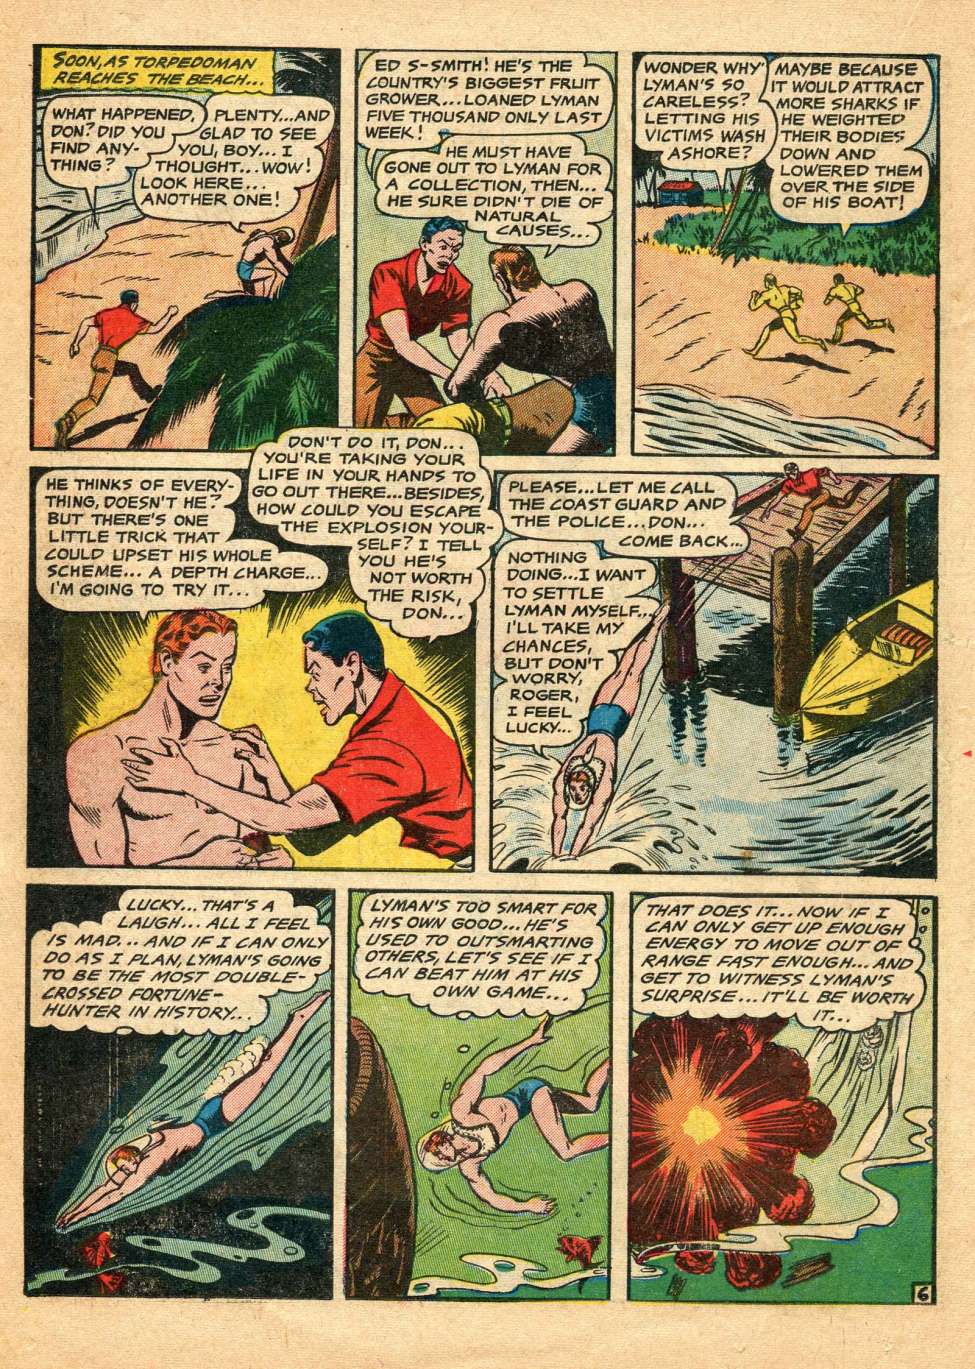 SOON, AS TORPEDOMAN
REACHES THE BEACH...
WHAT HAPPENED,
DON? DID YOU
FIND ANY-
THING?
PLENTY...AND
GLAD TO SEE
YOU, BOY... I
THOUGHT...WOW!
LOOK HERE...
ANOTHER ONE!
ED S-SMITH! HE'S THE
COUNTRY'S BIGGEST FRUIT
GROWER...LOANED LYMAN
FIVE THOUSAND ONLY LAST
WEEK!
HE MUST HAVE
GONE OUT TO LYMAN FOR
A COLLECTION, THEN...
HE SURE DIDN'T DIE OF
NATURAL
CAUSES...
WONDER WHY
LYMAN'S SO
CARELESS?
LETTING HIS
VICTIMS WASH
ASHORE?
MAYBE BECAUSE
IT WOULD ATTRACT
MORE SHARKS IF
HE WEIGHTED
THEIR BODIES
DOWN AND
LOWERED THEM
OVER THE SIDE
OF HIS BOAT!
HE THINKS OF EVERY-
THING, DOESN'T HE?
BUT THERE'S ONE
LITTLE TRICK THAT
COULD UPSET HIS WHOLE
SCHEME... A DEPTH CHARGE...
I'M GOING TO TRY IT...
DON'T DO IT, DON...
YOU'RE TAKING YOUR
LIFE IN YOUR HANDS TO
GO OUT THERE...BESIDES,
HOW COULD YOU ESCAPE
THE EXPLOSION YOUR-
SELF? I TELL
YOU HE'S
NOT WORTH
THE RISK,
DON...
PLEASE...LET ME CALL
THE COAST GUARD AND
THE POLICE...DON...
COME BACK...
NOTHING
DOING...I WANT
TO SETTLE
LYMAN MYSELF...
I'LL TAKE MY
CHANCES,
BUT DON'T
WORRY,
ROGER,
I FEEL
LUCKY...
LUCKY...THAT'S A
LAUGH... ALL I FEEL
IS MAD... AND IF I CAN ONLY
DO AS I PLAN, LYMAN'S GOING
TO BE THE MOST DOUBLE-
CROSSED FORTUNE-
HUNTER IN HISTORY...
LYMAN'S TOO SMART FOR
HIS OWN GOOD...HE'S
USED TO OUTSMARTING
OTHERS, LET'S SEE IF I
CAN BEAT HIM AT HIS
OWN GAME...
THAT DOES IT... NOW IF I
CAN ONLY GET UP ENOUGH
ENERGY TO MOVE OUT OF
RANGE FAST ENOUGH...AND
GET TO WITNESS LYMAN'S
SURPRISE...IT'LL BE WORTH
IT...
6